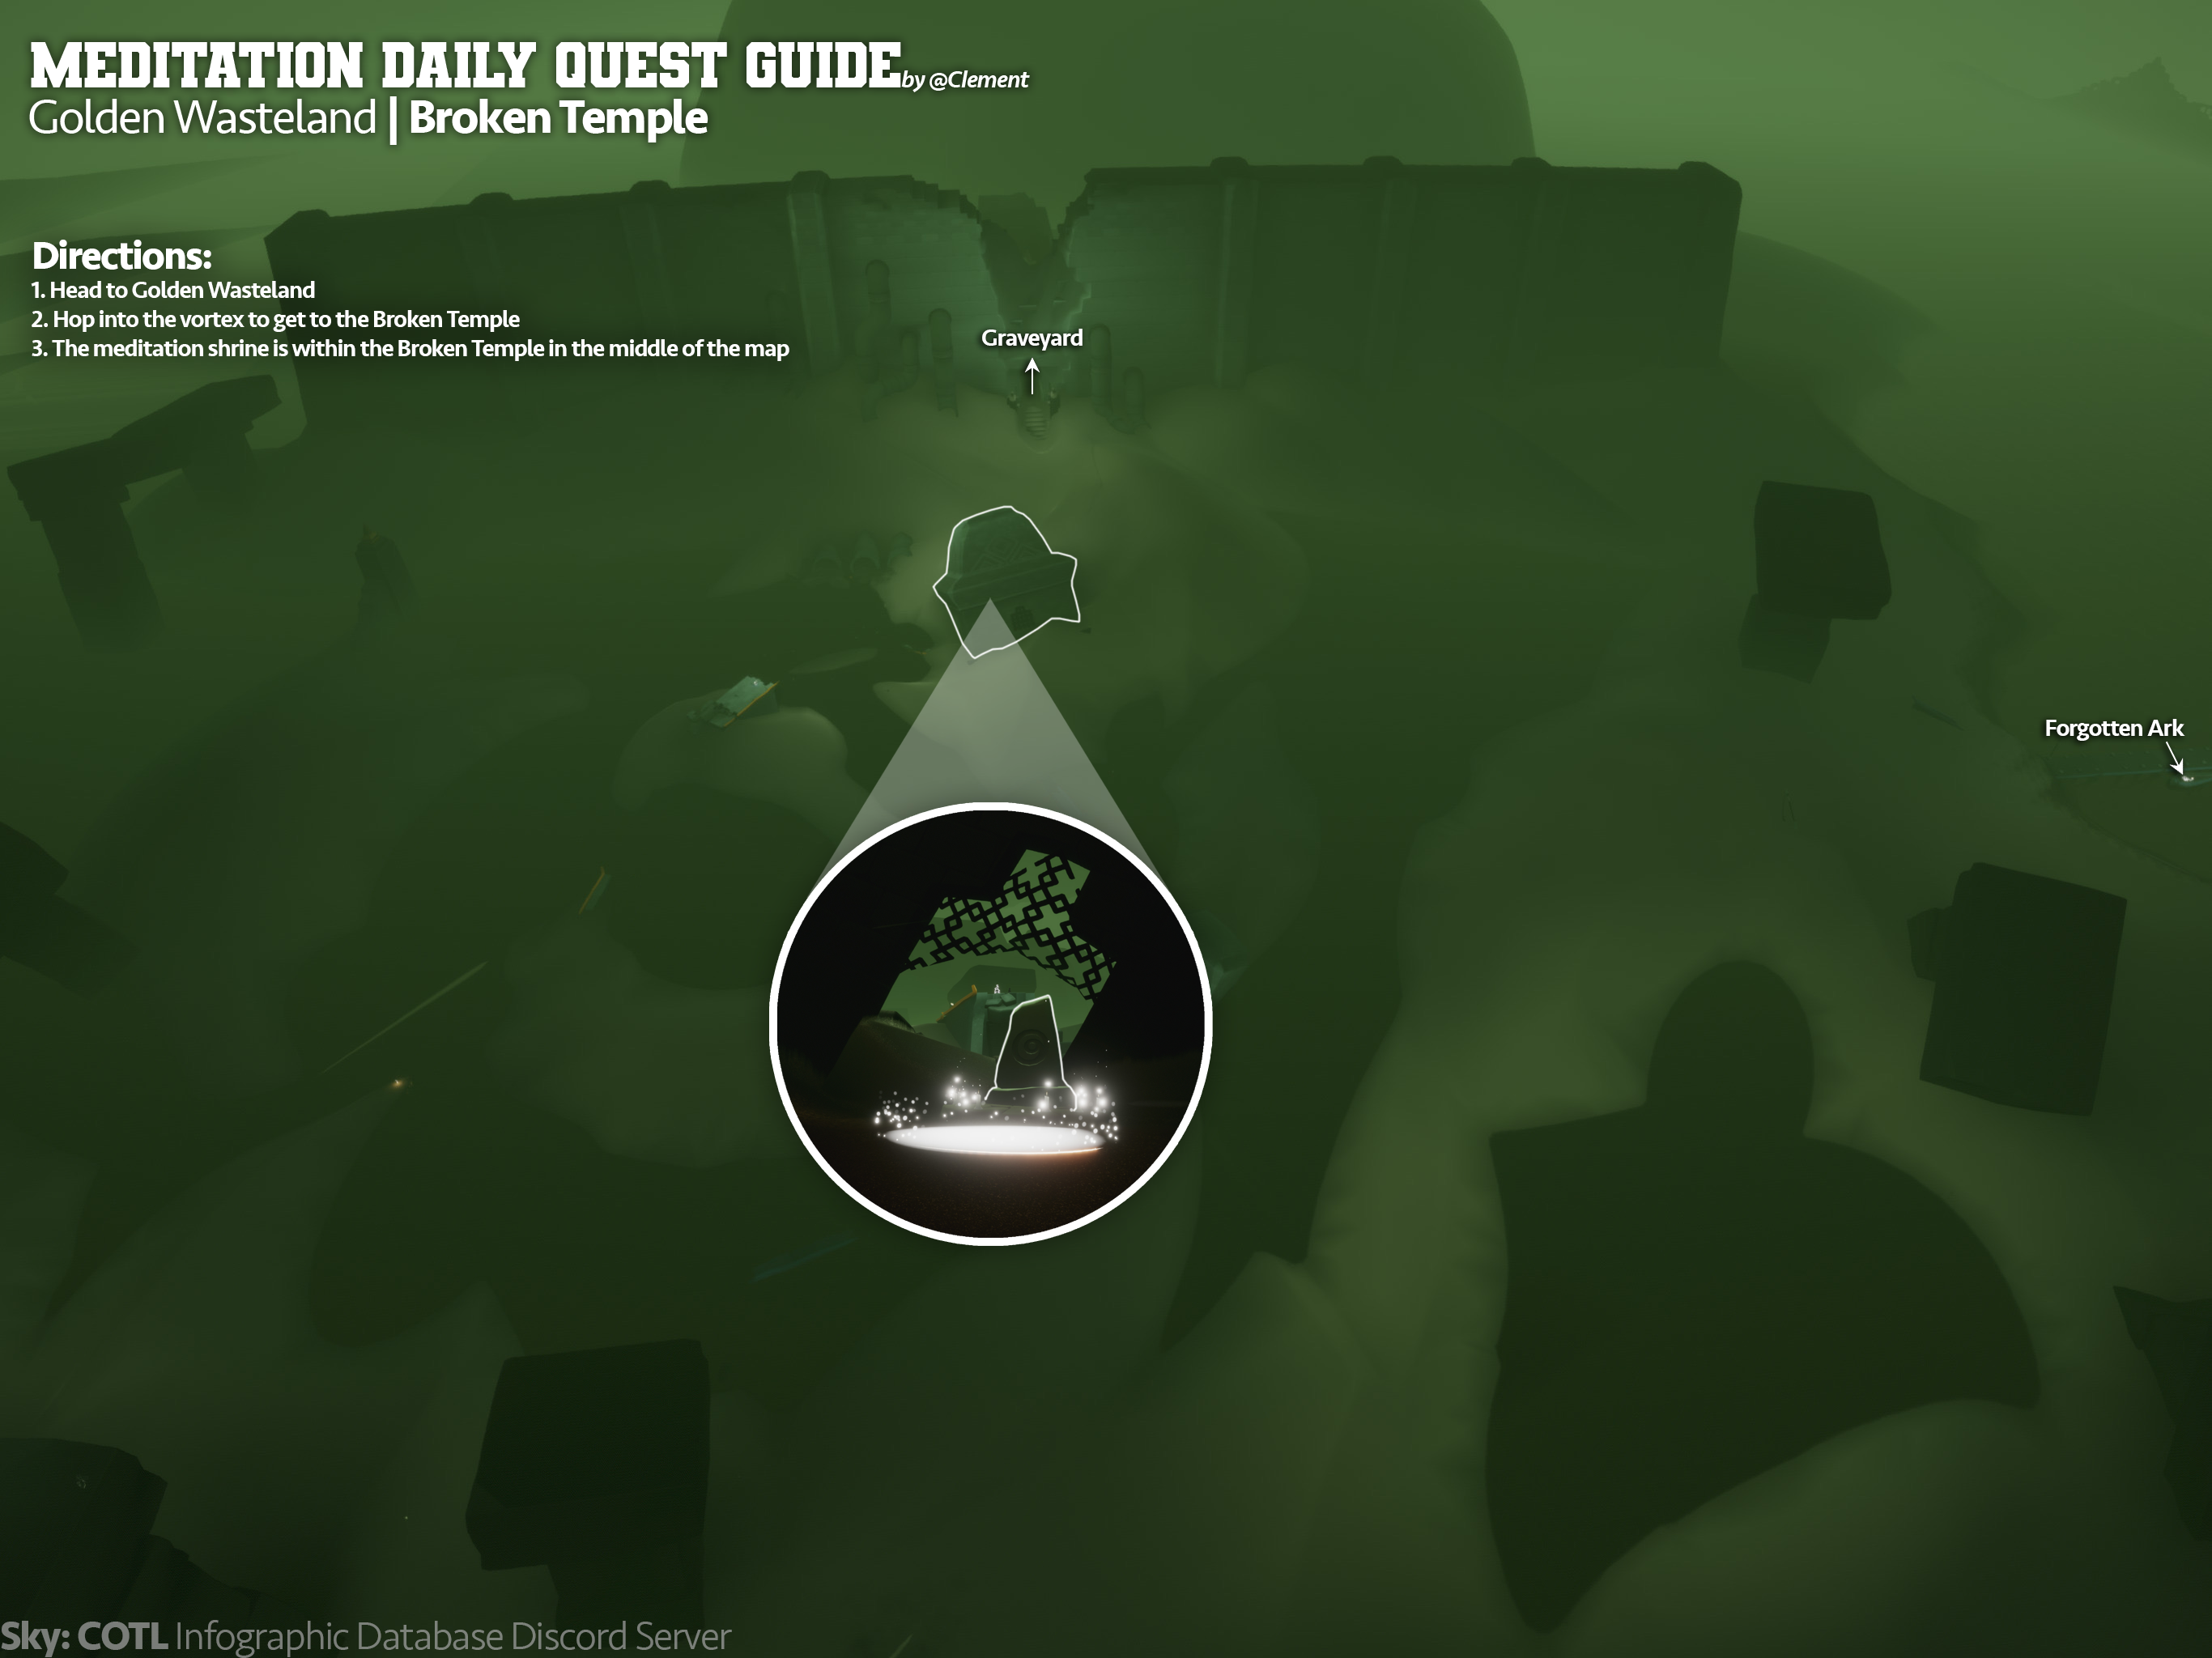 MEDITATION DAILY QUEST GUIDE by @Clement
Golden Wasteland | Broken Temple
Directions:
1. Head to Golden Wasteland
2. Hop into the vortex to get to the Broken Temple
3. The meditation shrine is within the Broken Temple in the middle of the map
Graveyard
Forgotten Ark
Sky: COTL Infographic Database Discord Server